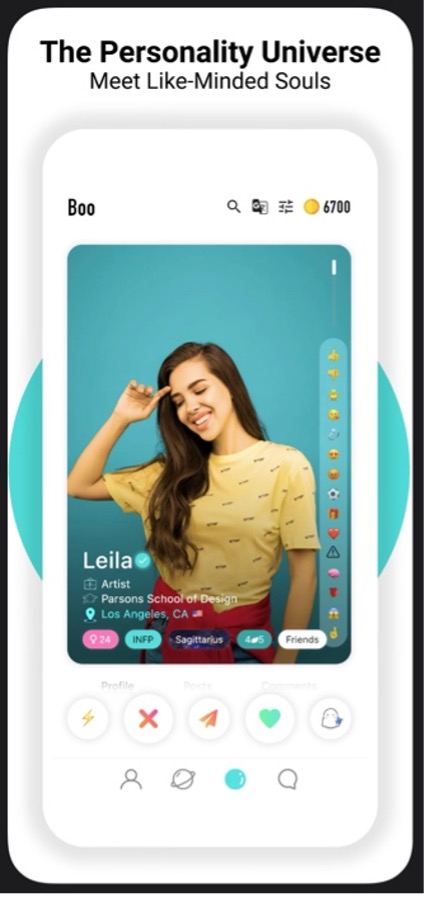 The Personality Universe
Meet Like-Minded Souls
Boo
6700
Leila
Artist
Parsons School of Design
Los Angeles, CA
24
INFP
Sagittarius
Friends
Profile
Posts
Comments